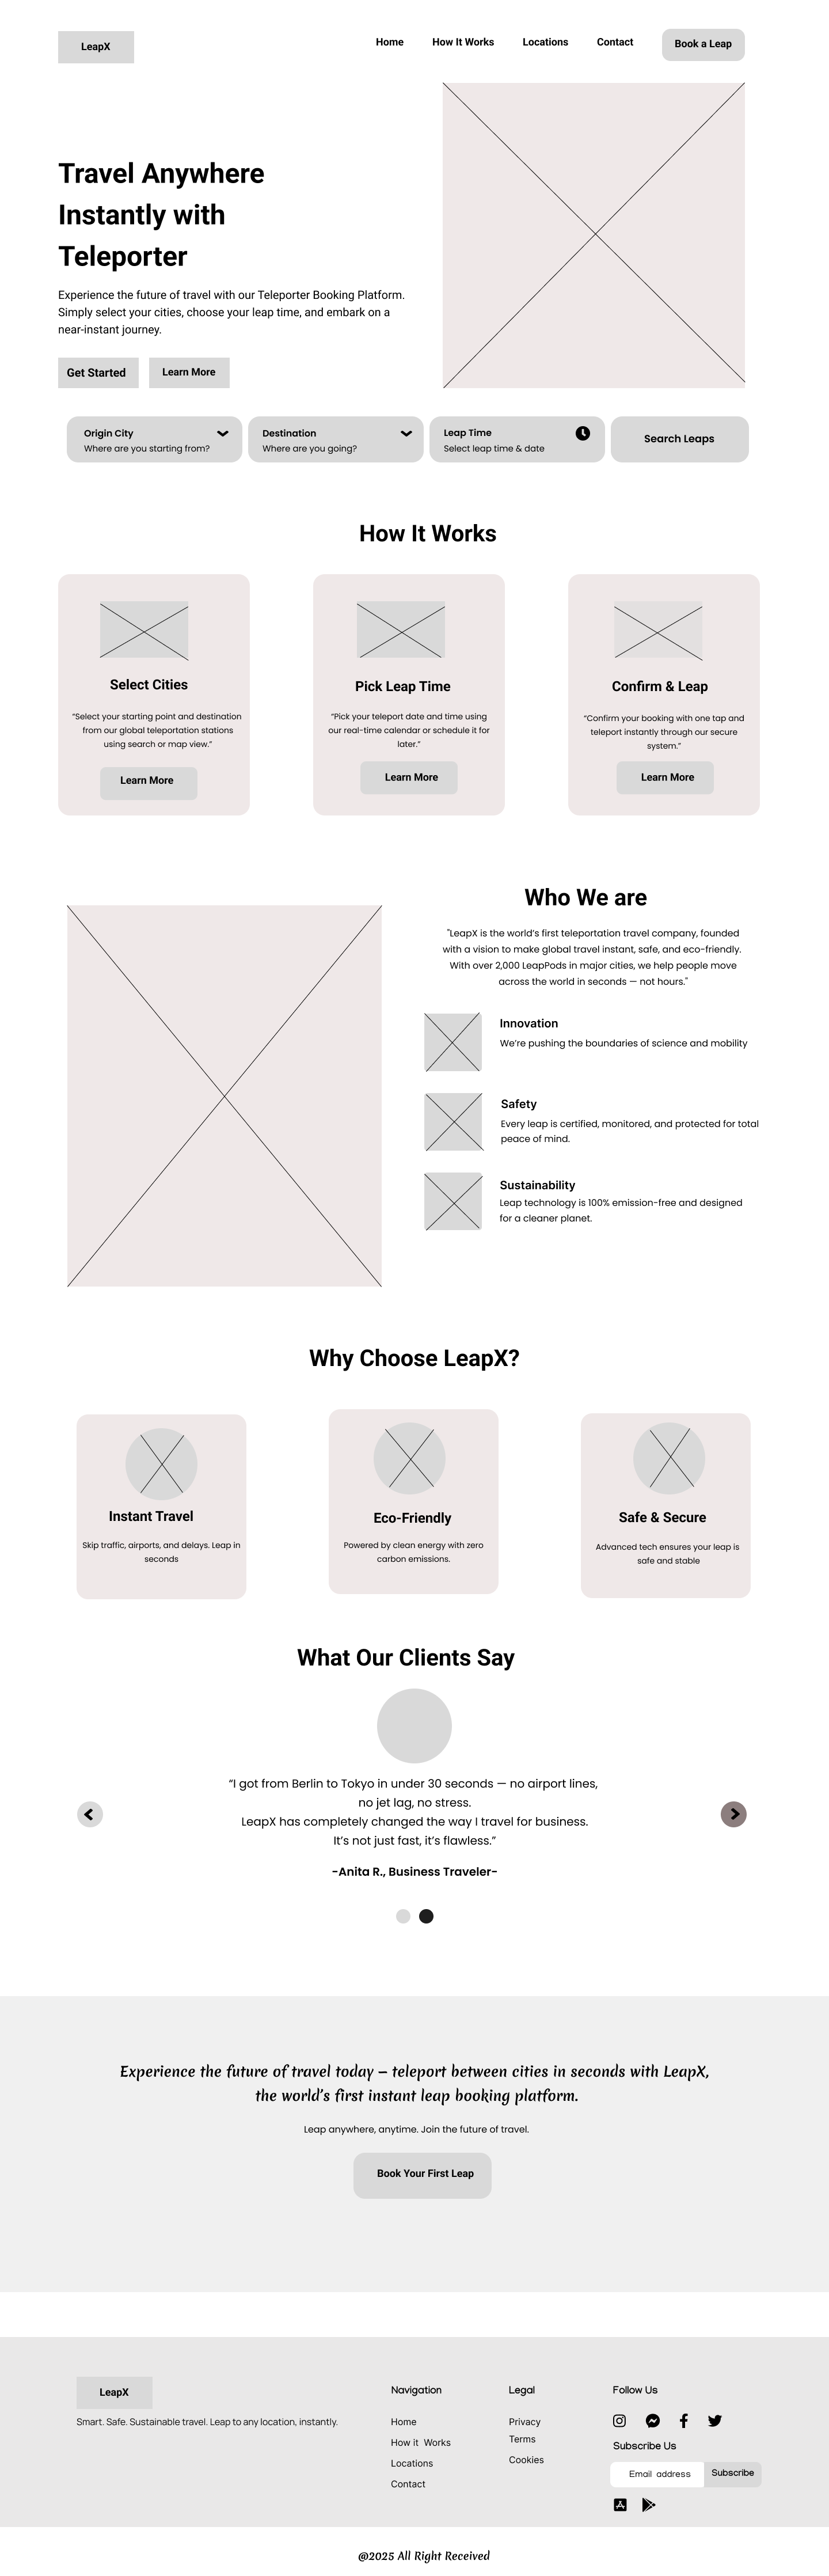 LeapX
Home
How It Works
Locations
Contact
Book a Leap
Travel Anywhere
Instantly with
Teleporter
Experience the future of travel with our Teleporter Booking Platform.
Simply select your cities, choose your leap time, and embark on a
near-instant journey.
Get Started
Learn More
Origin City
Where are you starting from?
Destination
Where are you going?
Leap Time
Select leap time & date
Search Leaps
How It Works
Select Cities
“Select your starting point and destination
from our global teleportation stations
using search or map view.”
Learn More
Pick Leap Time
“Pick your teleport date and time using
our real-time calendar or schedule it for
later.”
Learn More
Confirm & Leap
“Confirm your booking with one tap and
teleport instantly through our secure
system.”
Learn More
Who We are
"LeapX is the world’s first teleportation travel company, founded
with a vision to make global travel instant, safe, and eco-friendly.
With over 2,000 LeapPods in major cities, we help people move
across the world in seconds — not hours."
Innovation
We’re pushing the boundaries of science and mobility
Safety
Every leap is certified, monitored, and protected for total
peace of mind.
Sustainability
Leap technology is 100% emission-free and designed
for a cleaner planet.
Why Choose LeapX?
Instant Travel
Skip traffic, airports, and delays. Leap in
seconds
Eco-Friendly
Powered by clean energy with zero
carbon emissions.
Safe & Secure
Advanced tech ensures your leap is
safe and stable
What Our Clients Say
“I got from Berlin to Tokyo in under 30 seconds — no airport lines,
no jet lag, no stress.
LeapX has completely changed the way I travel for business.
It’s not just fast, it’s flawless.”
-Anita R., Business Traveler-
Experience the future of travel today — teleport between cities in seconds with LeapX,
the world’s first instant leap booking platform.
Leap anywhere, anytime. Join the future of travel.
Book Your First Leap
LeapX
Smart. Safe. Sustainable travel. Leap to any location, instantly.
Navigation
Home
How it Works
Locations
Contact
Legal
Privacy
Terms
Cookies
Follow Us
Subscribe Us
Email address
Subscribe
@2025 All Right Received